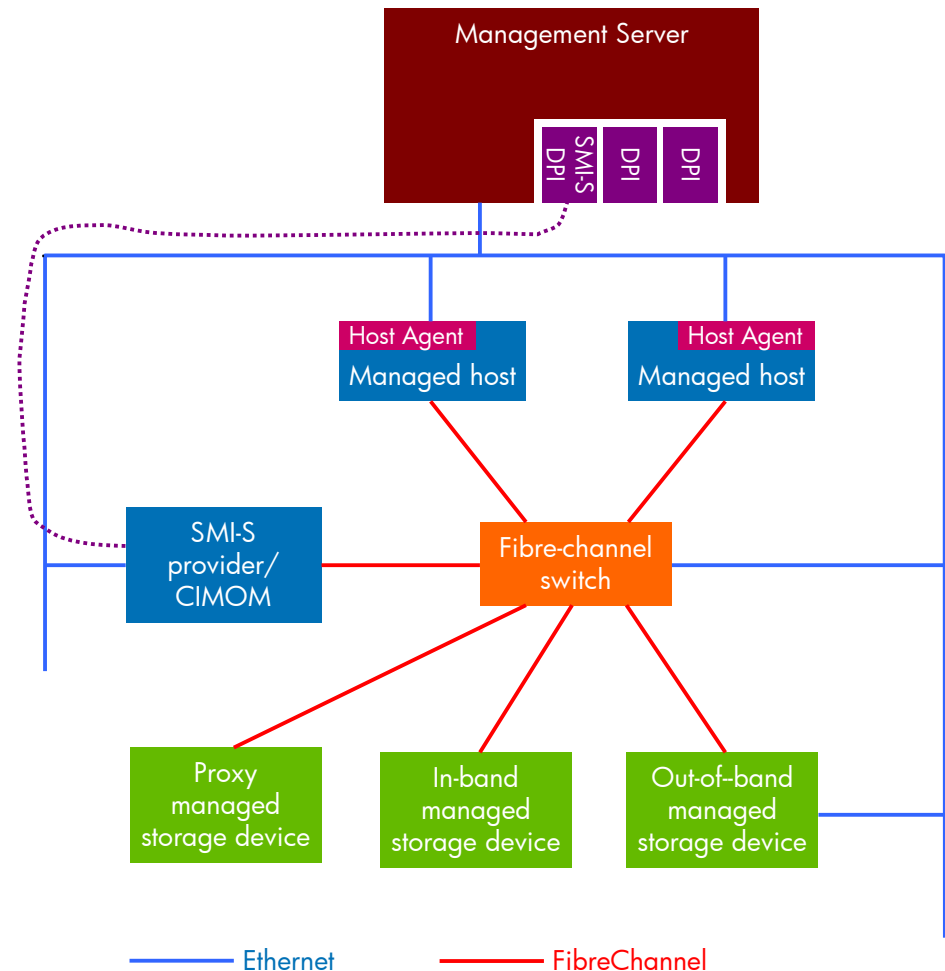 Management Server
SMI-S
DPI
DPI
DPI
Host Agent
Managed host
Host Agent
Managed host
SMI-S
provider/
CIMOM
Fibre-channel
switch
Proxy
managed
storage device
In-band
managed
storage device
Out-of–band
managed
storage device
Ethernet
FibreChannel